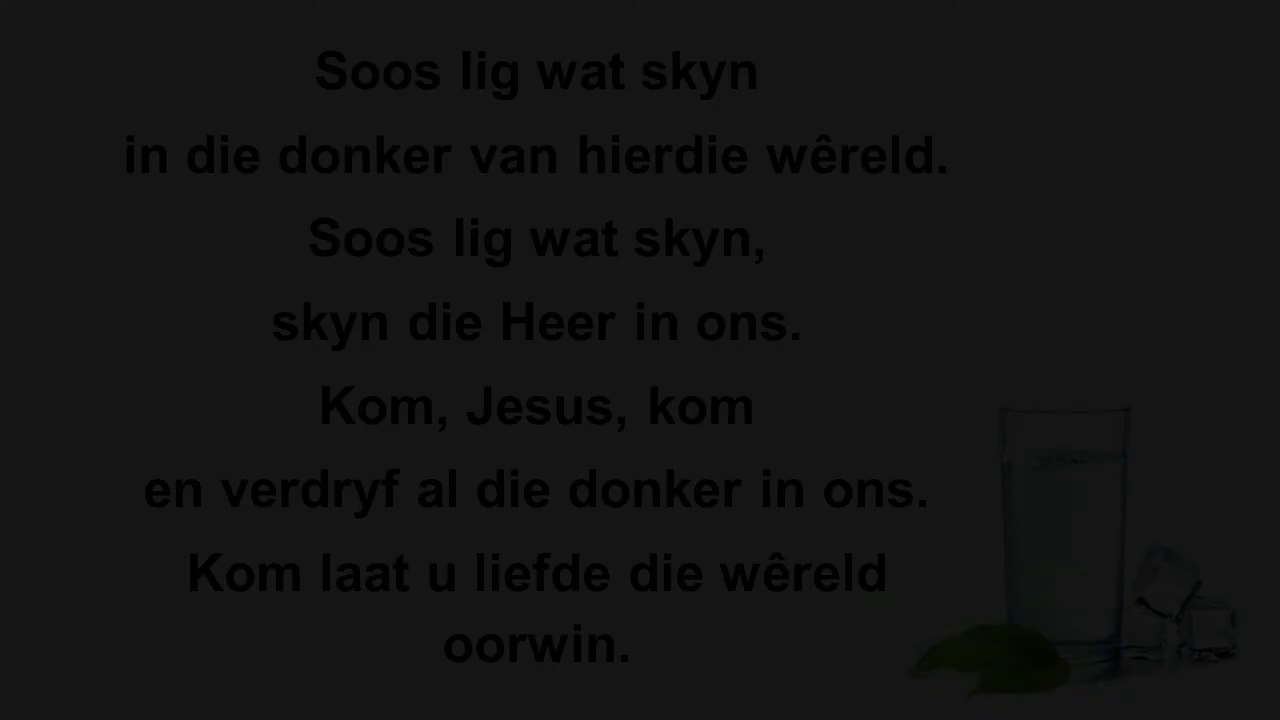 Soos lig wat skyn
in die donker van hierdie wêreld.
Soos lig wat skyn,
skyn die Heer in ons.
Kom, Jesus, kom
en verdryf al die donker in ons.
Kom laat u liefde die wêreld
oorwin.